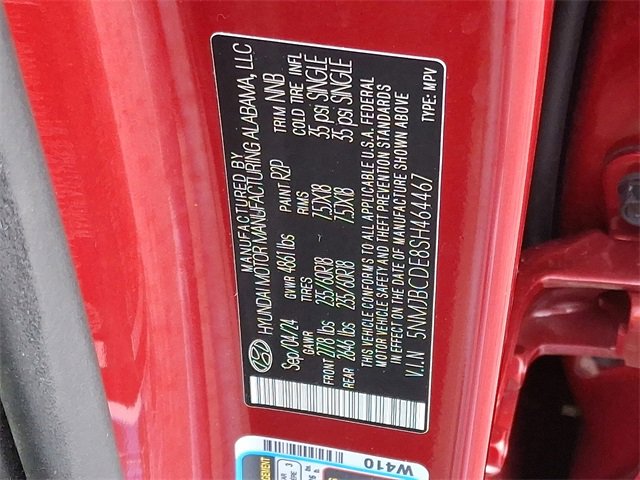 MANUFACTURED BY
HYUNDAI MOTOR MANUFACTURING ALABAMA, LLC
Sep/04/24 GVWR 4861 lbs PAINT R2P TRIM NNB
GAWR TIRES RIMS COLD TIRE INFL
FRONT 2778 lbs 235/60R18 ~ 7.5JX18 35 psi SINGLE
REAR 2646 lbs 235/60R18 ~ 7.5JX18 35 psi SINGLE
THIS VEHICLE CONFORMS TO ALL APPLICABLE U.S.A. FEDERAL
MOTOR VEHICLE SAFETY AND THEFT PREVENTION STANDARDS
IN EFFECT ON THE DATE OF MANUFACTURE SHOWN ABOVE
V.I.N 5NMJBCDE8SH464467 TYPE: MPV
W410